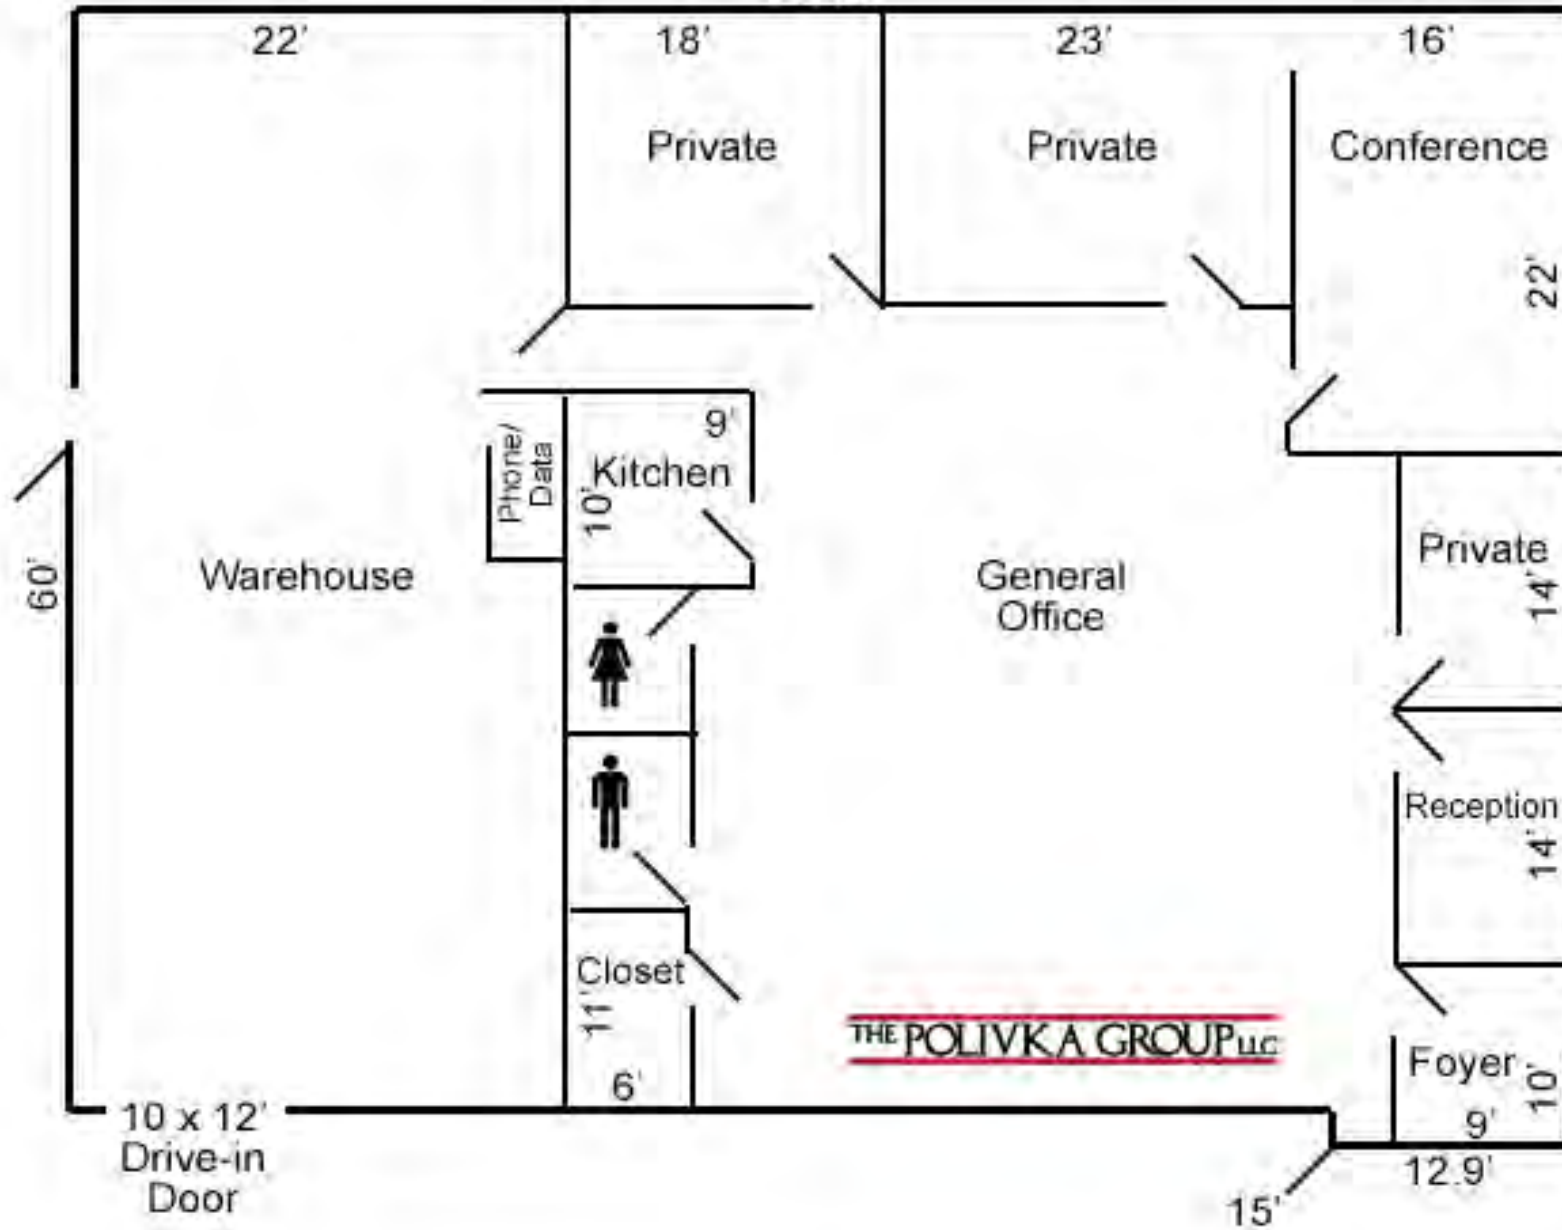 22'
18'
23'
16'
Private
Private
Conference
22'
9'
Phone/
Data
Kitchen
10'
60'
Warehouse
General
Office
Private
14'
Reception
14'
Closet
11'
6'
THE POLIVKA GROUP LLC
Foyer
10'
9'
12.9'
15'
10 x 12'
Drive-in
Door